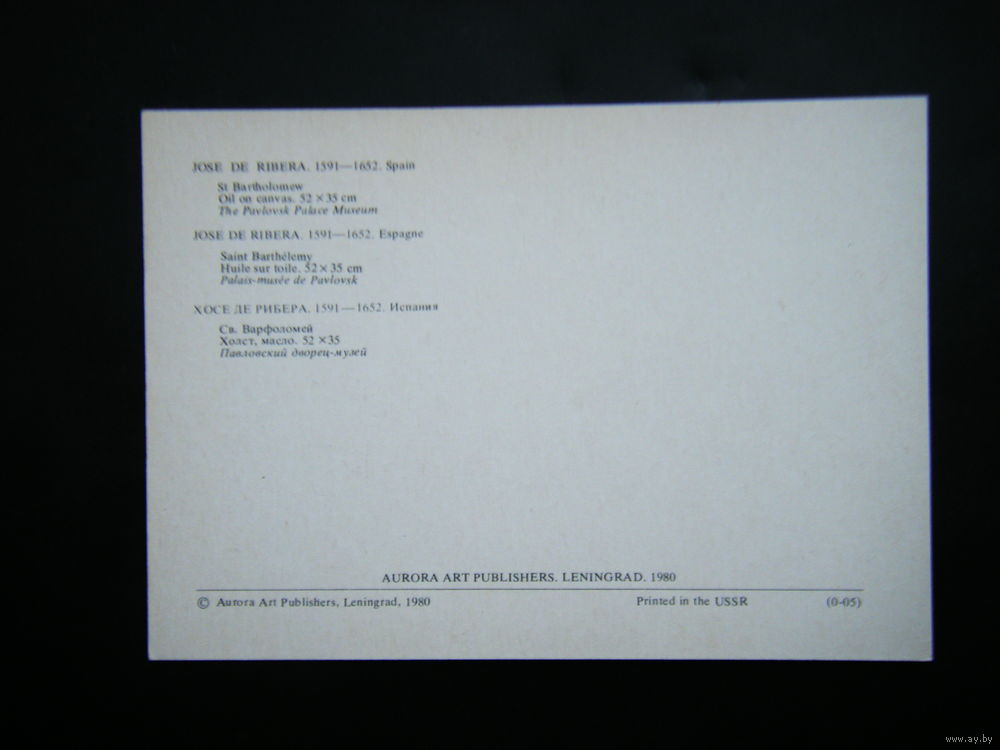 JOSE DE RIBERA. 1591—1652. Spain
St Bartholomew
Oil on canvas. 52 × 35 cm
The Pavlovsk Palace Museum
JOSE DE RIBERA. 1591—1652. Espagne
Saint Barthélemy
Huile sur toile. 52 × 35 cm
Palais-musée de Pavlovsk
ХОСЕ ДЕ РИБЕРА. 1591—1652. Испания
Св. Варфоломей
Холст, масло. 52 × 35
Павловский дворец-музей
AURORA ART PUBLISHERS. LENINGRAD. 1980
© Aurora Art Publishers, Leningrad, 1980 Printed in the USSR (0-05)
www.ay.by